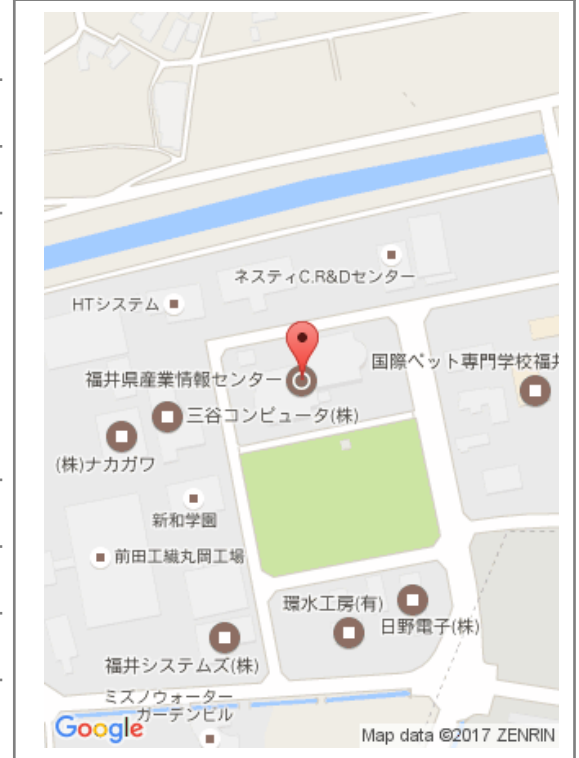 ネスティC.R&Dセンター
HTシステム
国際ペット専門学校福井
福井県産業情報センター
三谷コンピュータ(株)
(株)ナカガワ
新和学園
前田工繊丸岡工場
環水工房(有)
日野電子(株)
福井システムズ(株)
ミズノウォーター
ガーデンビル
Google
Map data ©2017 ZENRIN